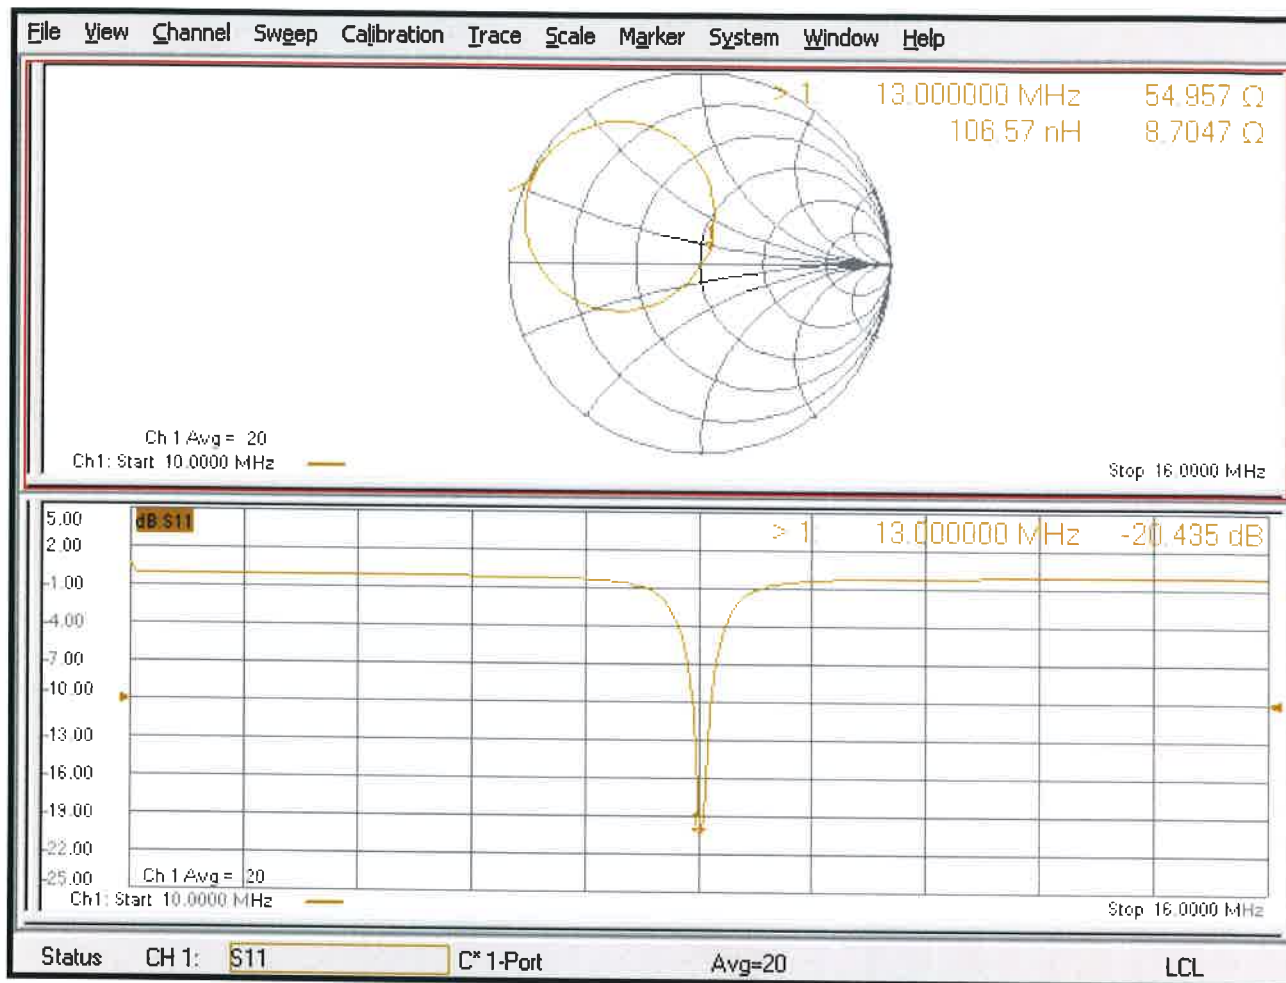 File View Channel Sweep Calibration Trace Scale Marker System Window Help
> 1 13.000000 MHz 54.957 Ω
106.57 nH 8.7047 Ω
1
Ch 1 Avg = 20
Ch1: Start 10.0000 MHz
Stop 16.0000 MHz
5.00
dB S11
> 1 13.000000 MHz -20.435 dB
2.00
-1.00
-4.00
-7.00
-10.00
-13.00
-16.00
-19.00
-22.00
-25.00
Ch 1 Avg = 20
Ch1: Start 10.0000 MHz
Stop 16.0000 MHz
Status CH 1: S11 C* 1-Port Avg=20 LCL